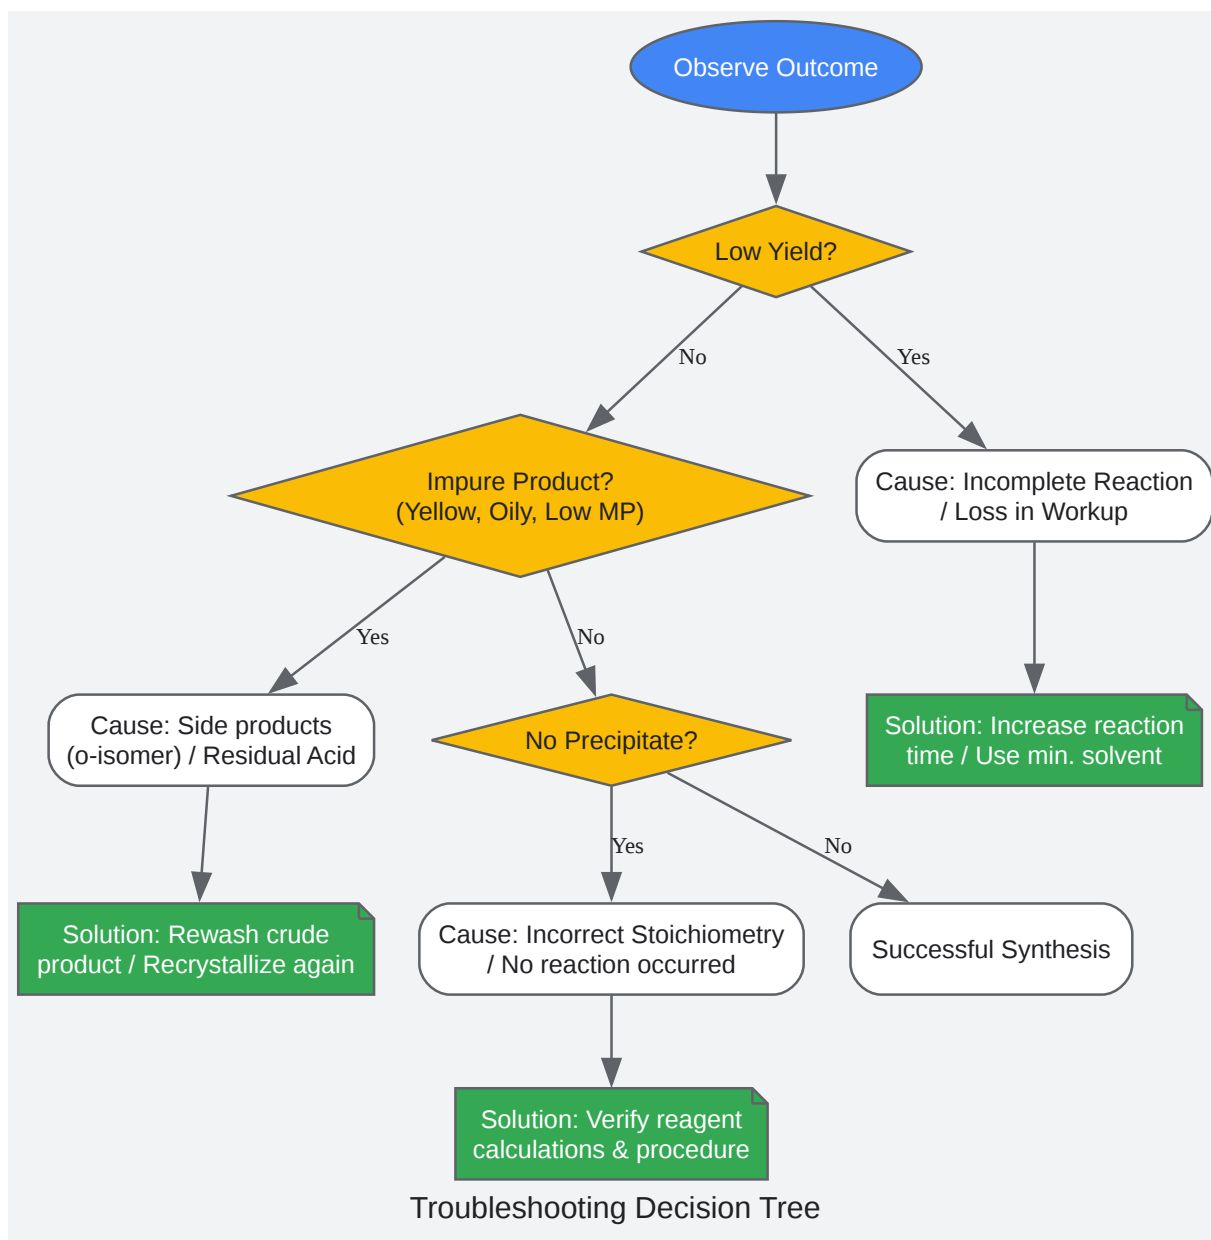 Observe Outcome
Low Yield?
No
Yes
Impure Product?
(Yellow, Oily, Low MP)
Cause: Incomplete Reaction
/ Loss in Workup
Yes
No
Cause: Side products
(o-isomer) / Residual Acid
No Precipitate?
Solution: Increase reaction
time / Use min. solvent
Yes
No
Solution: Rewash crude
product / Recrystallize again
Cause: Incorrect Stoichiometry
/ No reaction occurred
Successful Synthesis
Solution: Verify reagent
calculations & procedure
Troubleshooting Decision Tree